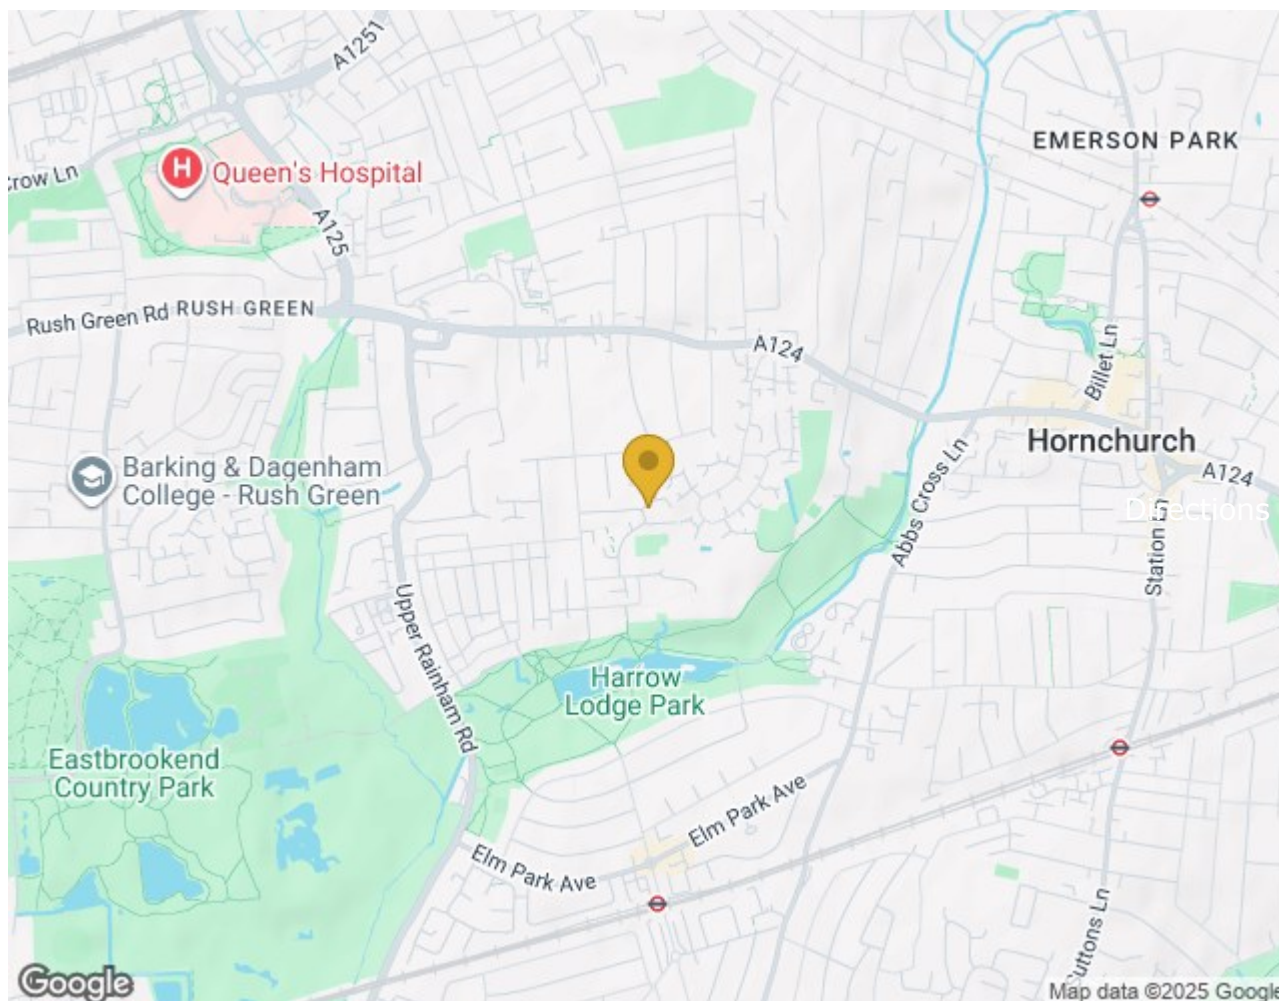 A1251
EMERSON PARK
Crow Ln
H
Queen's Hospital
A125
Rush Green Rd
RUSH GREEN
A124
Billet Ln
Hornchurch
Barking & Dagenham
College - Rush Green
Abbs Cross Ln
A124
Directions
Station Ln
Upper Rainham Rd
Harrow
Lodge Park
Eastbrookend
Country Park
Elm Park Ave
Elm Park Ave
Suttons Ln
Google
Map data ©2025 Google